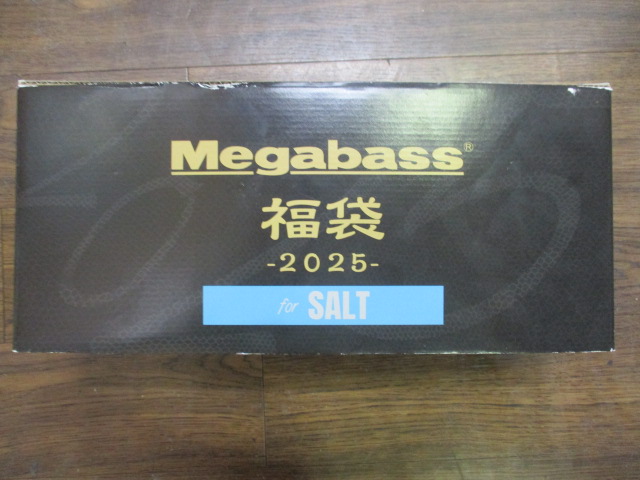 Megabass®
福袋
-2025-
for SALT